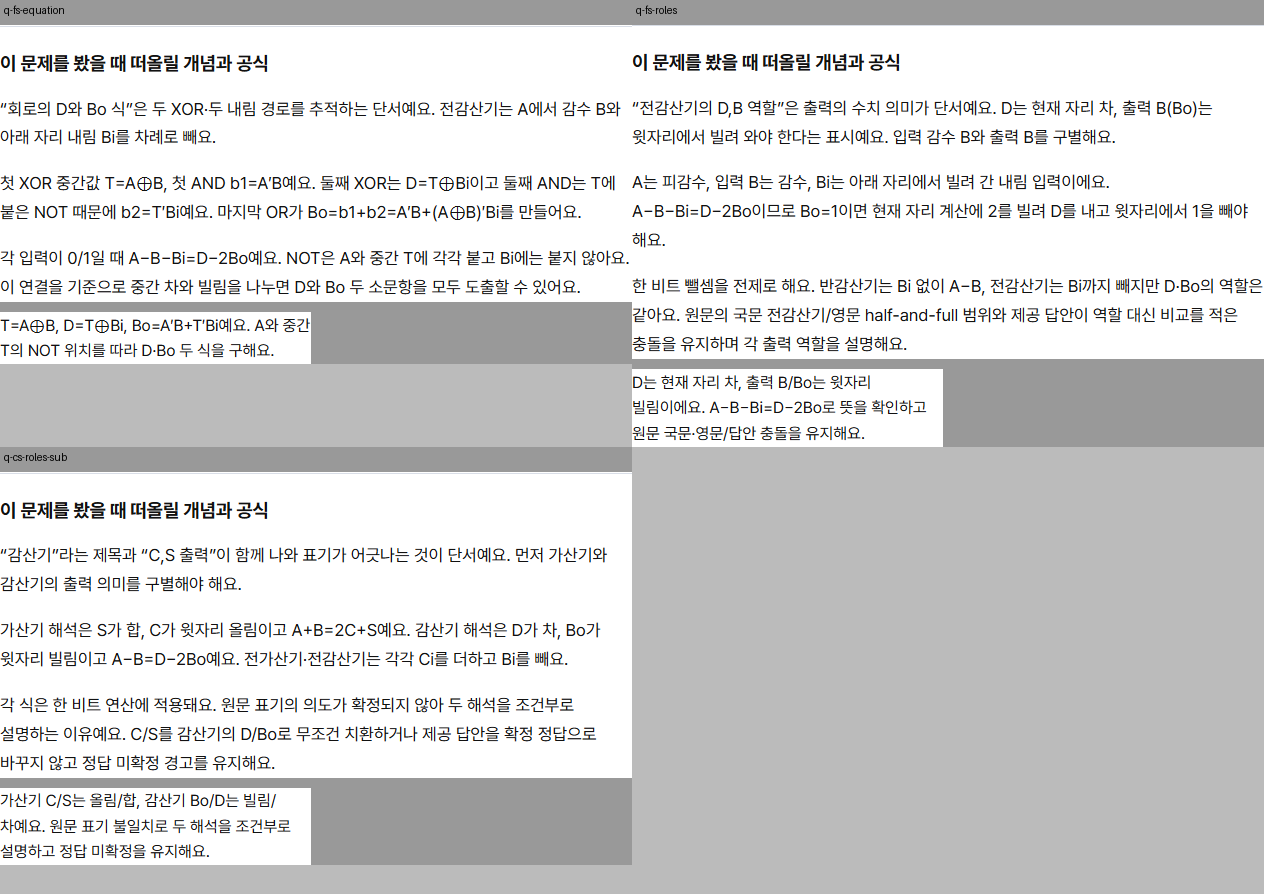 q-fs-equation
이 문제를 봤을 때 떠올릴 개념과 공식
“회로의 D와 Bo 식”은 두 XOR·두 내림 경로를 추적하는 단서예요. 전감산기는 A에서 감수 B와
아래 자리 내림 Bi를 차례로 빼요.
첫 XOR 중간값 T=A⊕B, 첫 AND b1=A′B예요. 둘째 XOR는 D=T⊕Bi이고 둘째 AND는 T에
붙은 NOT 때문에 b2=T′Bi예요. 마지막 OR가 Bo=b1+b2=A′B+(A⊕B)′Bi를 만들어요.
각 입력이 0/1일 때 A−B−Bi=D−2Bo예요. NOT은 A와 중간 T에 각각 붙고 Bi에는 붙지 않아요.
이 연결을 기준으로 중간 차와 빌림을 나누면 D와 Bo 두 소문항을 모두 도출할 수 있어요.
T=A⊕B, D=T⊕Bi, Bo=A′B+T′Bi예요. A와 중간
T의 NOT 위치를 따라 D·Bo 두 식을 구해요.
q-fs-roles
이 문제를 봤을 때 떠올릴 개념과 공식
“전감산기의 D,B 역할”은 출력의 수치 의미가 단서예요. D는 현재 자리 차, 출력 B(Bo)는
윗자리에서 빌려 와야 한다는 표시예요. 입력 감수 B와 출력 B를 구별해요.
A는 피감수, 입력 B는 감수, Bi는 아래 자리에서 빌려 간 내림 입력이에요.
A−B−Bi=D−2Bo이므로 Bo=1이면 현재 자리 계산에 2를 빌려 D를 내고 윗자리에서 1을 빼야
해요.
한 비트 뺄셈을 전제로 해요. 반감산기는 Bi 없이 A−B, 전감산기는 Bi까지 빼지만 D·Bo의 역할은
같아요. 원문의 국문 전감산기/영문 half-and-full 범위와 제공 답안이 역할 대신 비교를 적은
충돌을 유지하며 각 출력 역할을 설명해요.
D는 현재 자리 차, 출력 B/Bo는 윗자리
빌림이에요. A−B−Bi=D−2Bo로 뜻을 확인하고
원문 국문·영문/답안 충돌을 유지해요.
q-cs-roles-sub
이 문제를 봤을 때 떠올릴 개념과 공식
“감산기”라는 제목과 “C,S 출력”이 함께 나와 표기가 어긋나는 것이 단서예요. 먼저 가산기와
감산기의 출력 의미를 구별해야 해요.
가산기 해석은 S가 합, C가 윗자리 올림이고 A+B=2C+S예요. 감산기 해석은 D가 차, Bo가
윗자리 빌림이고 A−B=D−2Bo예요. 전가산기·전감산기는 각각 Ci를 더하고 Bi를 빼요.
각 식은 한 비트 연산에 적용돼요. 원문 표기의 의도가 확정되지 않아 두 해석을 조건부로
설명하는 이유예요. C/S를 감산기의 D/Bo로 무조건 치환하거나 제공 답안을 확정 정답으로
바꾸지 않고 정답 미확정 경고를 유지해요.
가산기 C/S는 올림/합, 감산기 Bo/D는 빌림/
차예요. 원문 표기 불일치로 두 해석을 조건부로
설명하고 정답 미확정을 유지해요.